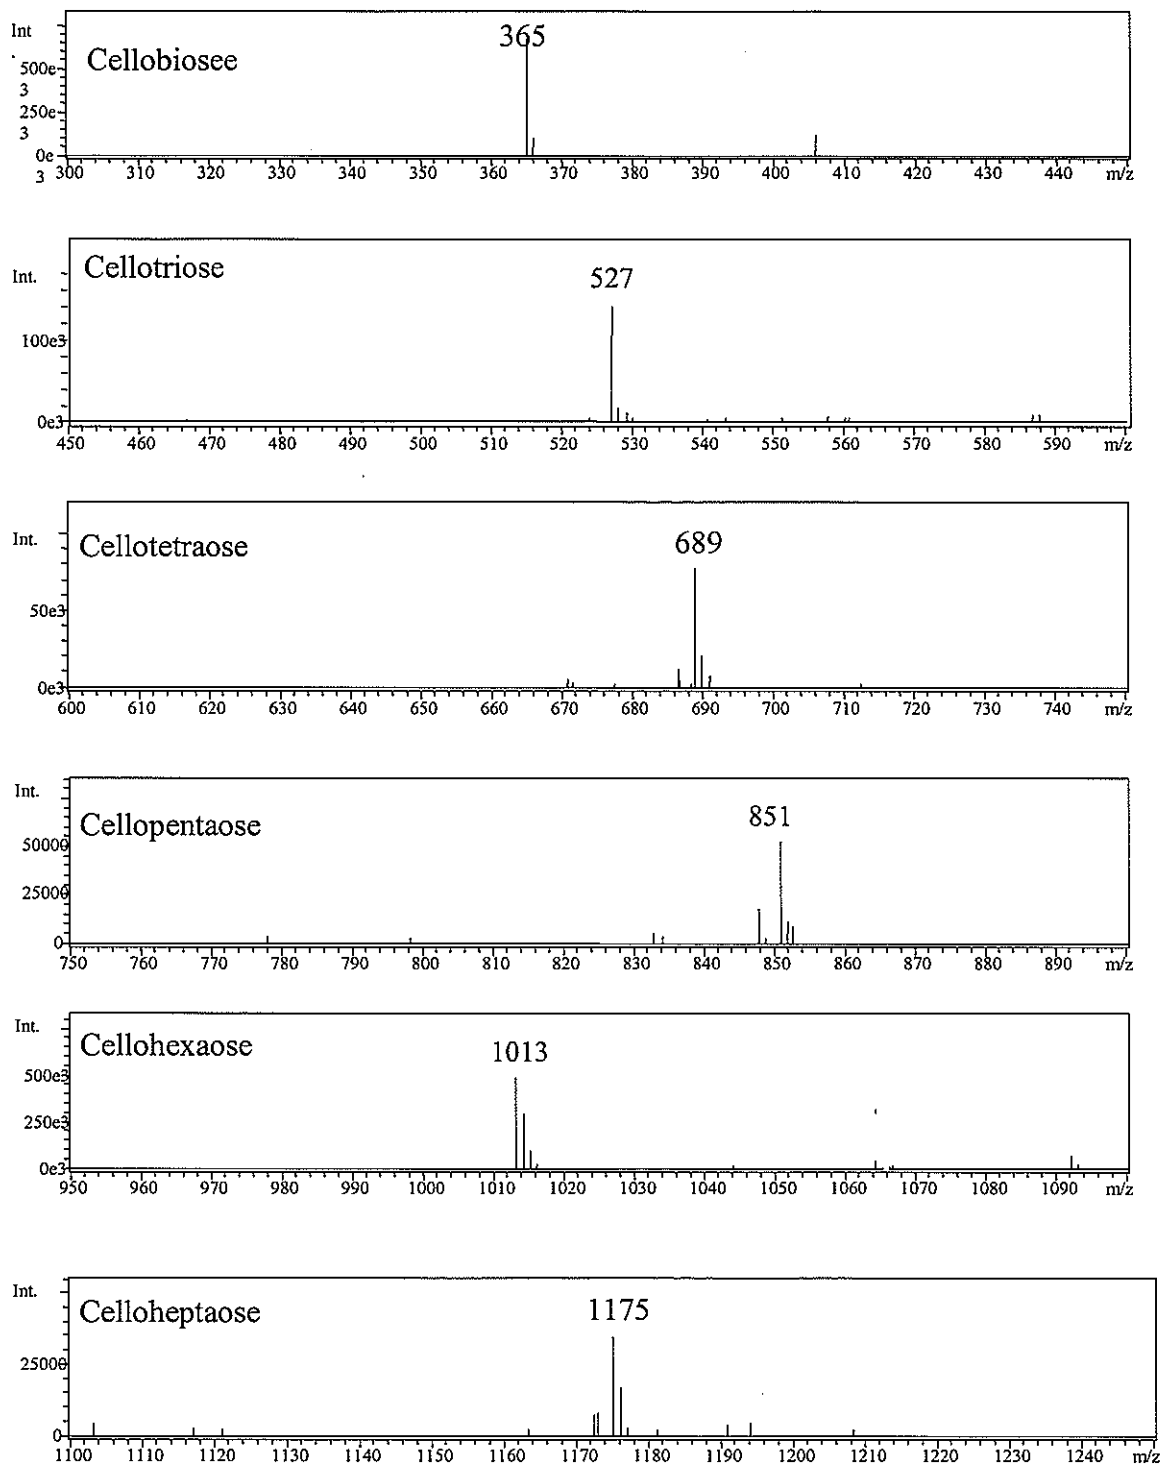 Int
365
Cellobiosee
500e
3
250e
3
0e
3
300 310 320 330 340 350 360 370 380 390 400 410 420 430 440 m/z
Int.
Cellotriose
527
100e3
0e3
450 460 470 480 490 500 510 520 530 540 550 560 570 580 590 m/z
Int.
Cellotetraose
689
50e3
0e3
600 610 620 630 640 650 660 670 680 690 700 710 720 730 740 m/z
Int.
Cellopentaose
851
50000
25000
0
750 760 770 780 790 800 810 820 830 840 850 860 870 880 890 m/z
Int.
Cellohexaose
1013
500e3
250e3
0e3
950 960 970 980 990 1000 1010 1020 1030 1040 1050 1060 1070 1080 1090 m/z
Int.
Celloheptaose
1175
25000
0
1100 1110 1120 1130 1140 1150 1160 1170 1180 1190 1200 1210 1220 1230 1240 m/z